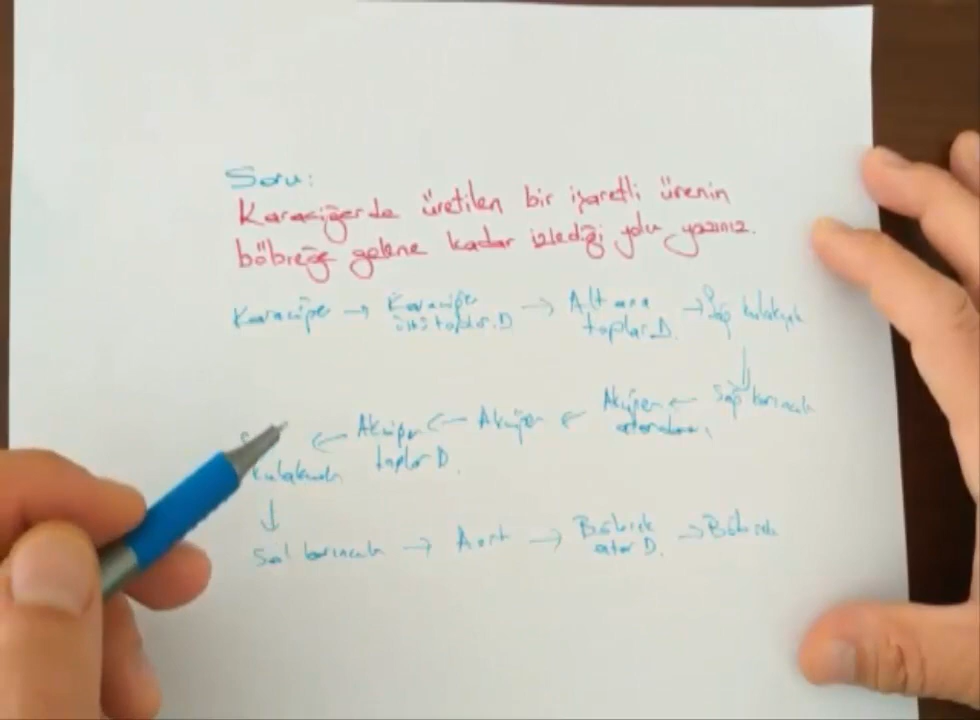 Soru:
Karaciğerde üretilen bir işaretli ürenin
böbreğe gelene kadar izlediği yolu yazınız.
Karaciğer → Karaciğer → Alt ana → Sağ kulakçık
üstü toplar. D toplar D.
↓
← Akciğer ← Akciğer ← Akciğer ← Sağ karıncık
kulakçık toplar D. atardamarı
↓
Sol karıncık → Aort → Böbrek → Böbrek
atar D.